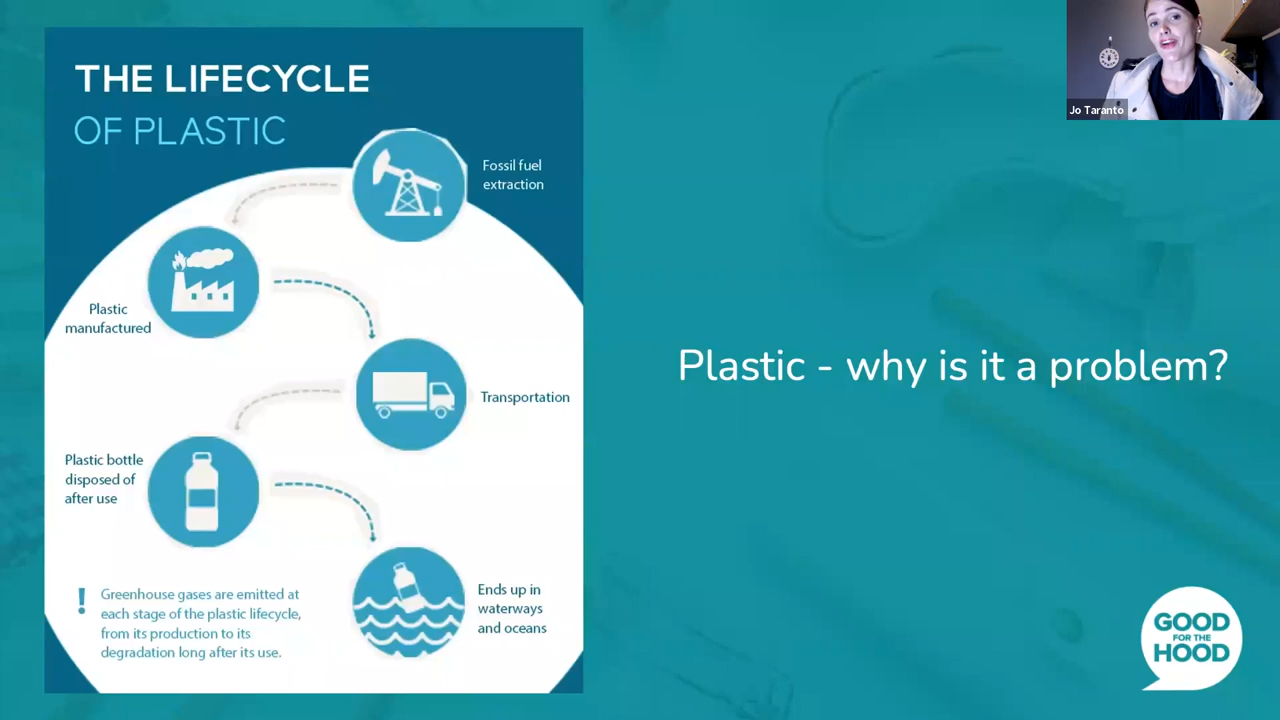 THE LIFECYCLE
OF PLASTIC
Fossil fuel
extraction
Plastic
manufactured
Transportation
Plastic bottle
disposed of
after use
Ends up in
waterways
and oceans
! Greenhouse gases are emitted at
each stage of the plastic lifecycle,
from its production to its
degradation long after its use.
Plastic - why is it a problem?
Jo Taranto
GOOD
FOR THE
HOOD